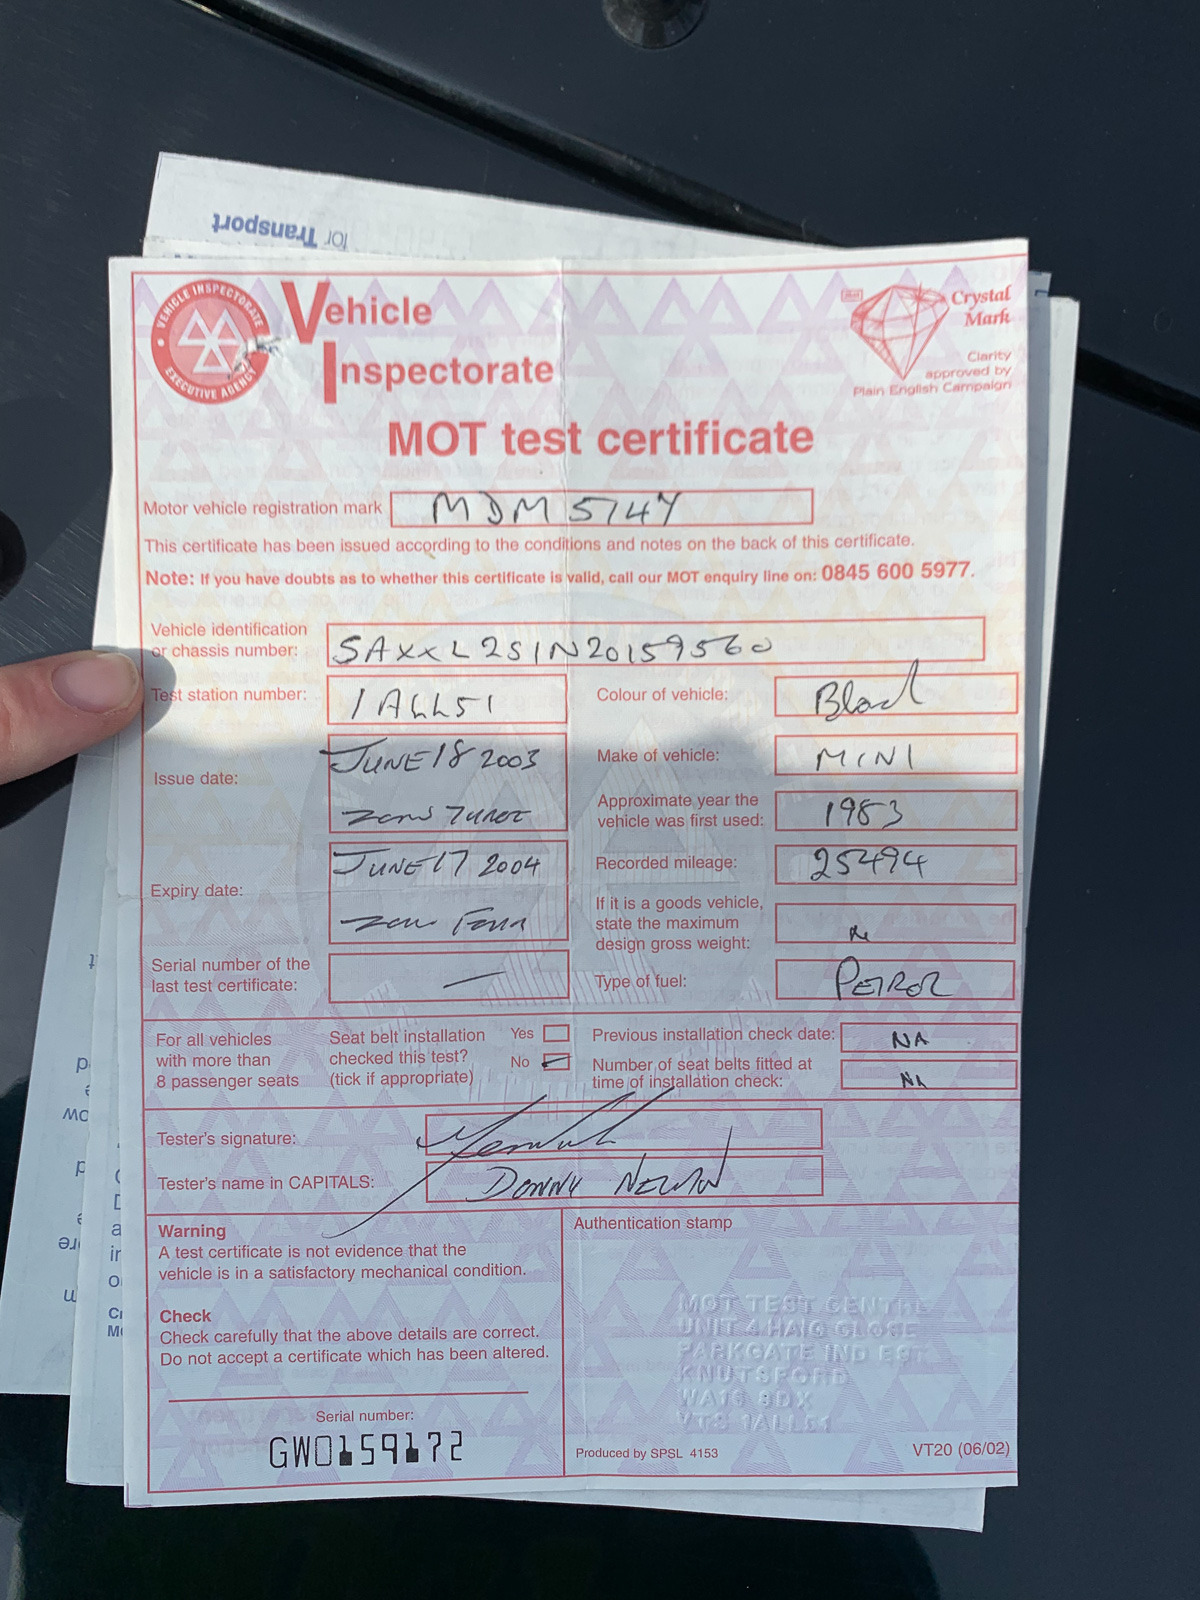 for Transport
VEHICLE INSPECTORATE
EXECUTIVE AGENCY
Vehicle
Inspectorate
Crystal
Mark
Clarity
approved by
Plain English Campaign
MOT test certificate
Motor vehicle registration mark MDM 574Y
This certificate has been issued according to the conditions and notes on the back of this certificate.
Note: If you have doubts as to whether this certificate is valid, call our MOT enquiry line on: 0845 600 5977.
Vehicle identification
or chassis number: SAXXL2S1N20159560
Test station number: 1ALL51
Colour of vehicle: Black
Issue date: JUNE 18 2003
Make of vehicle: MINI
Approximate year the
vehicle was first used: 1983
Expiry date: JUNE 17 2004
Recorded mileage: 25494
If it is a goods vehicle,
state the maximum
design gross weight:
Serial number of the
last test certificate: —
Type of fuel: PETROL
For all vehicles
with more than
8 passenger seats
Seat belt installation
checked this test?
(tick if appropriate)
Yes
No
Previous installation check date: NA
Number of seat belts fitted at
time of installation check: NA
Tester's signature:
Tester's name in CAPITALS: DONNY
Warning
A test certificate is not evidence that the
vehicle is in a satisfactory mechanical condition.
Check
Check carefully that the above details are correct.
Do not accept a certificate which has been altered.
Serial number:
GW0159172
Authentication stamp
MOT TEST CENTRE
UNIT 4 HAIG CLOSE
PARKGATE IND EST
KNUTSFORD
WA16 8DX
VTS 1ALL51
Produced by SPSL 4153
VT20 (06/02)